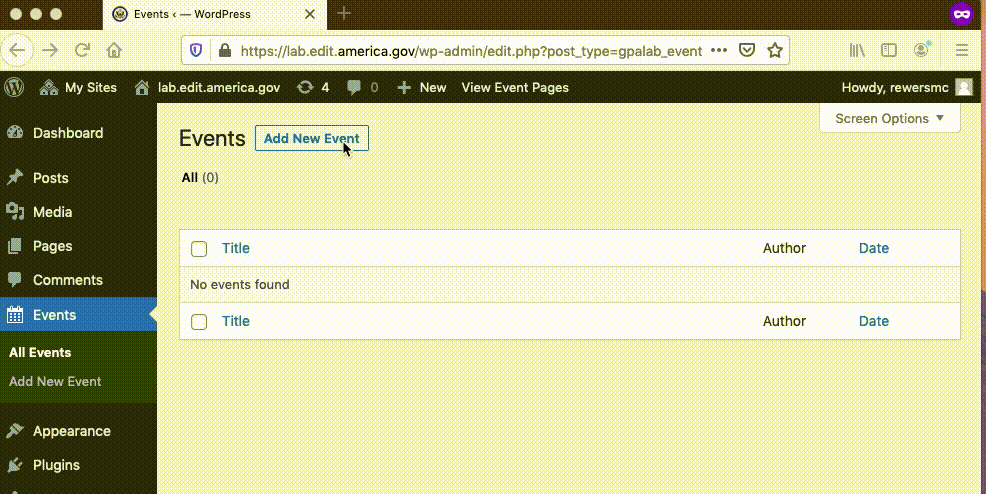 Events ‹ — WordPress
https://lab.edit.america.gov/wp-admin/edit.php?post_type=gpalab_event
My Sites lab.edit.america.gov 4 0 New View Event Pages Howdy, rewersmc
Screen Options
Dashboard
Posts
Media
Pages
Comments
Events
All Events
Add New Event
Appearance
Plugins
Events Add New Event
All (0)
Title Author Date
No events found
Title Author Date